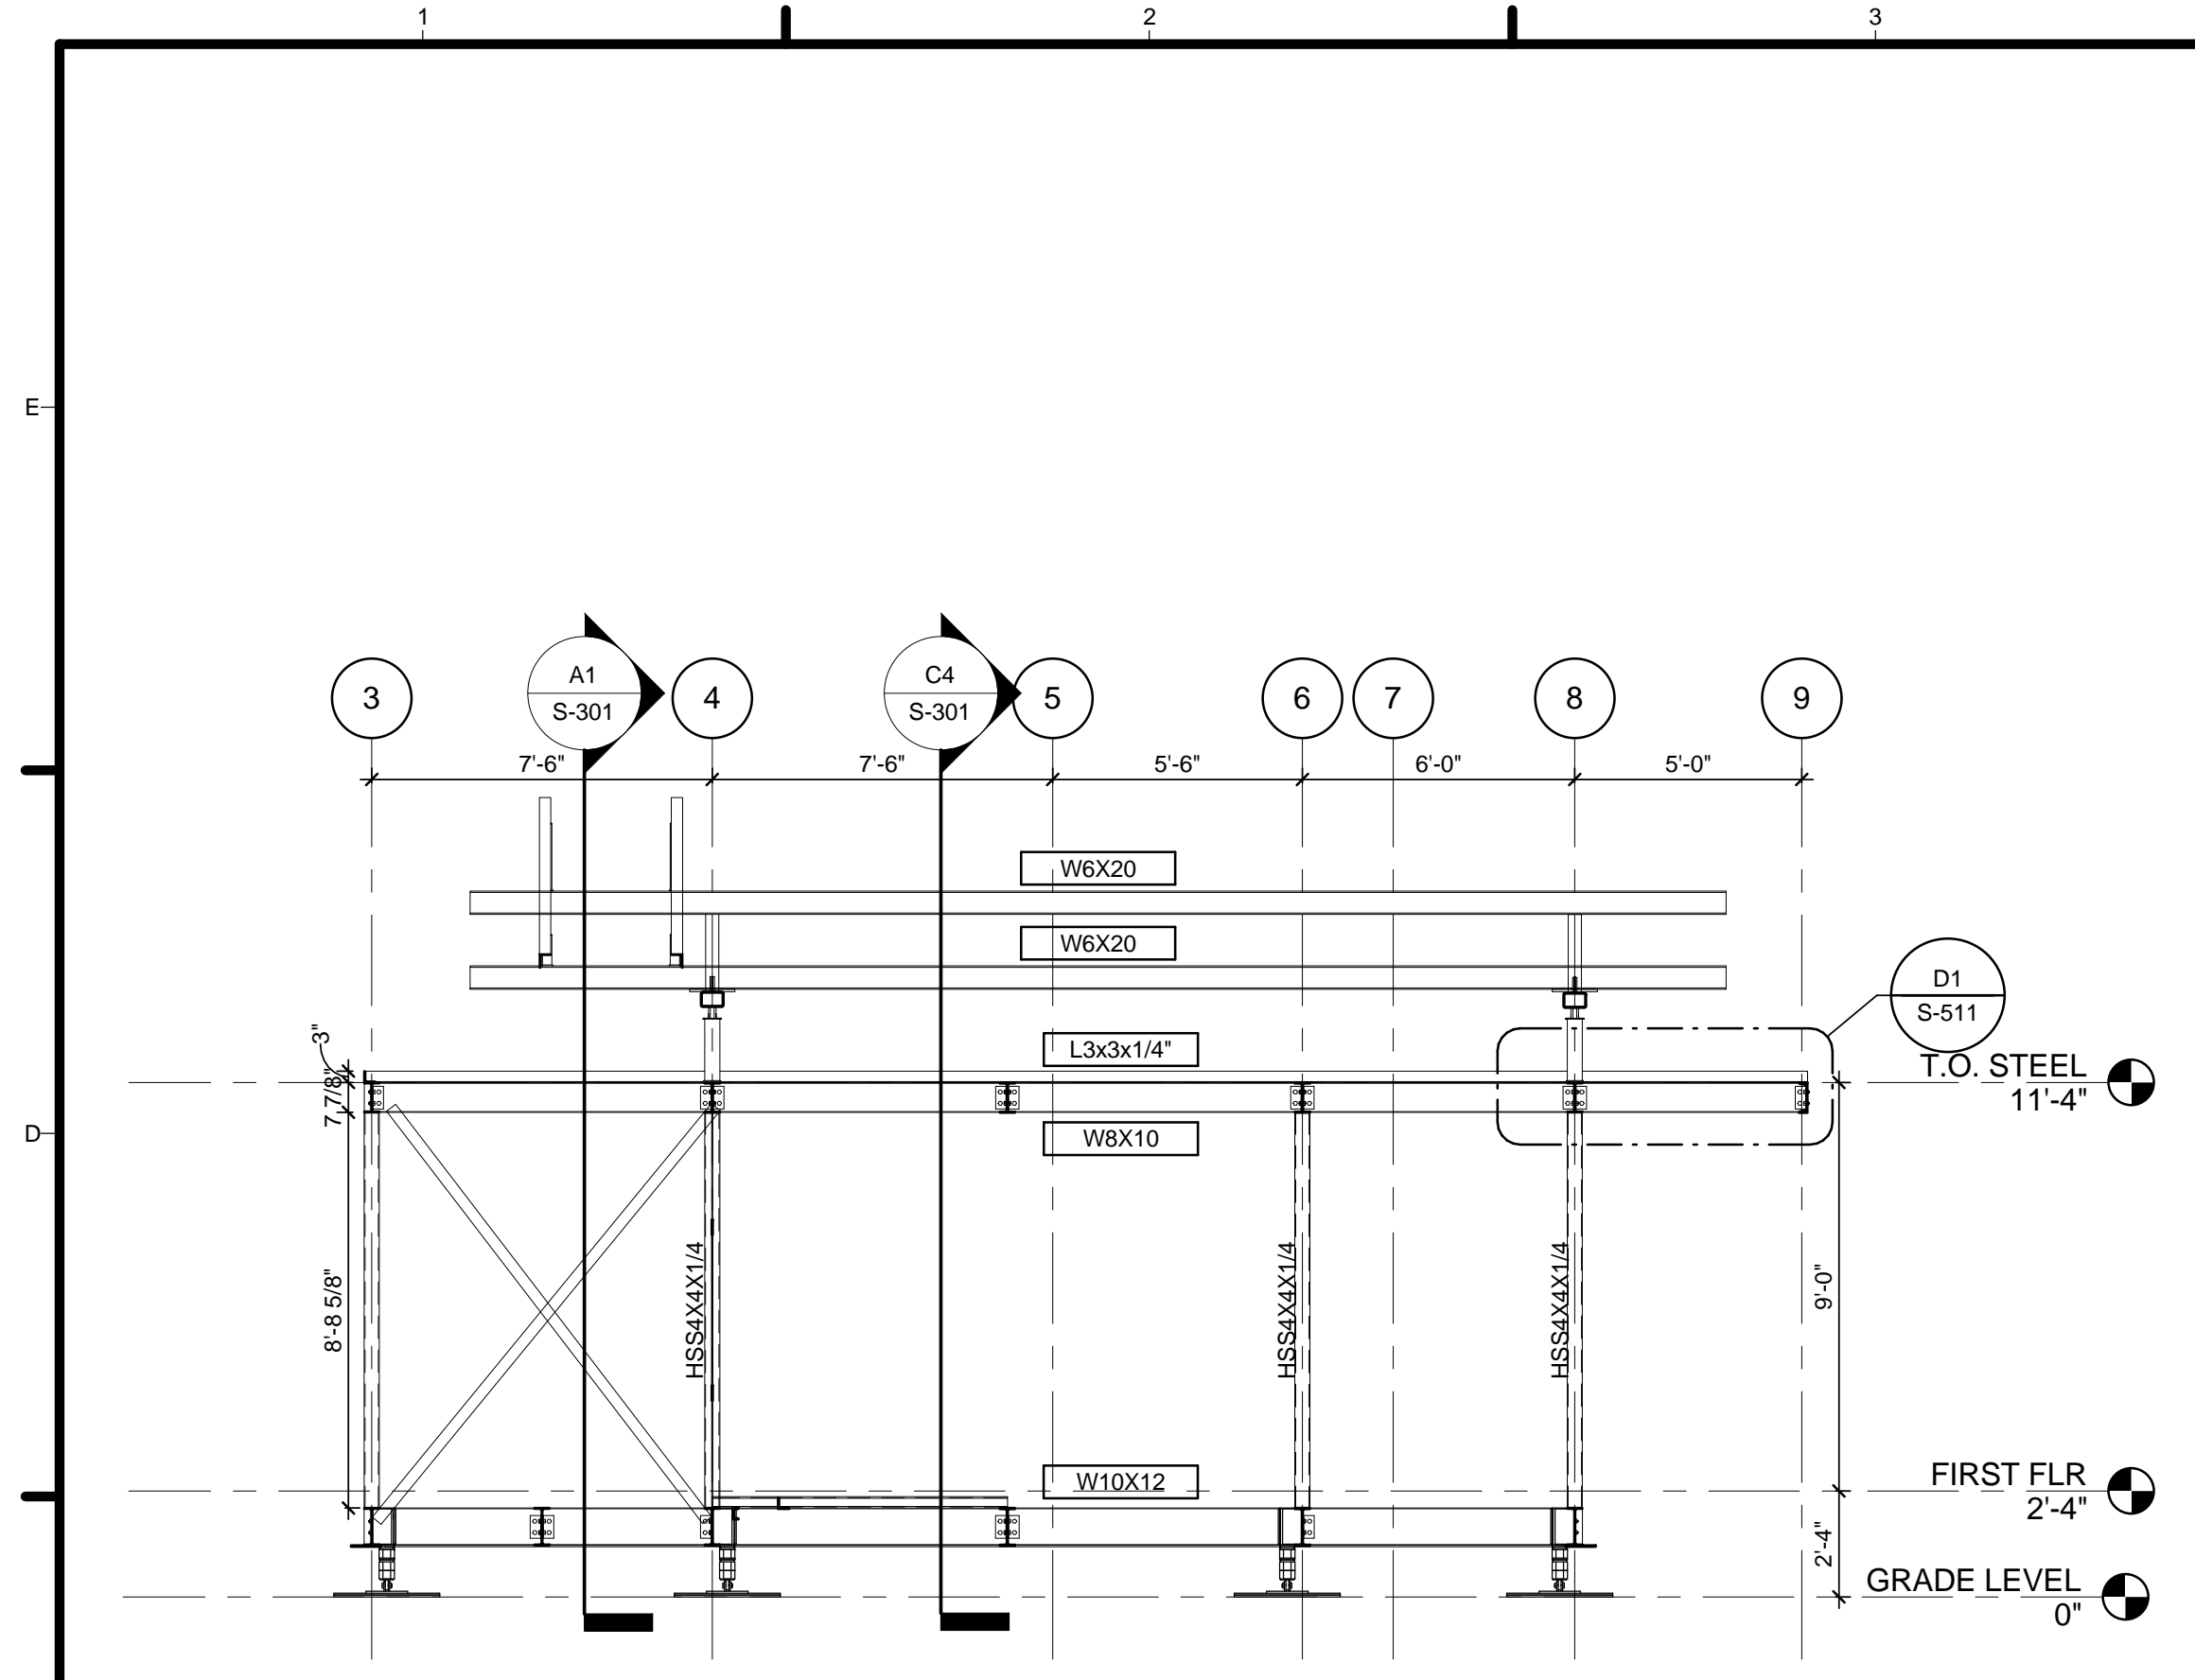 1
2
3
E
A1
S-301
C4
S-301
3
4
5
6
7
8
9
7'-6"
7'-6"
5'-6"
6'-0"
5'-0"
W6X20
W6X20
D1
S-511
3"
L3x3x1/4"
T.O. STEEL
11'-4"
7 7/8"
D
W8X10
8'-8 5/8"
HSS4X4X1/4
HSS4X4X1/4
HSS4X4X1/4
9'-0"
W10X12
FIRST FLR
2'-4"
2'-4"
GRADE LEVEL
0"